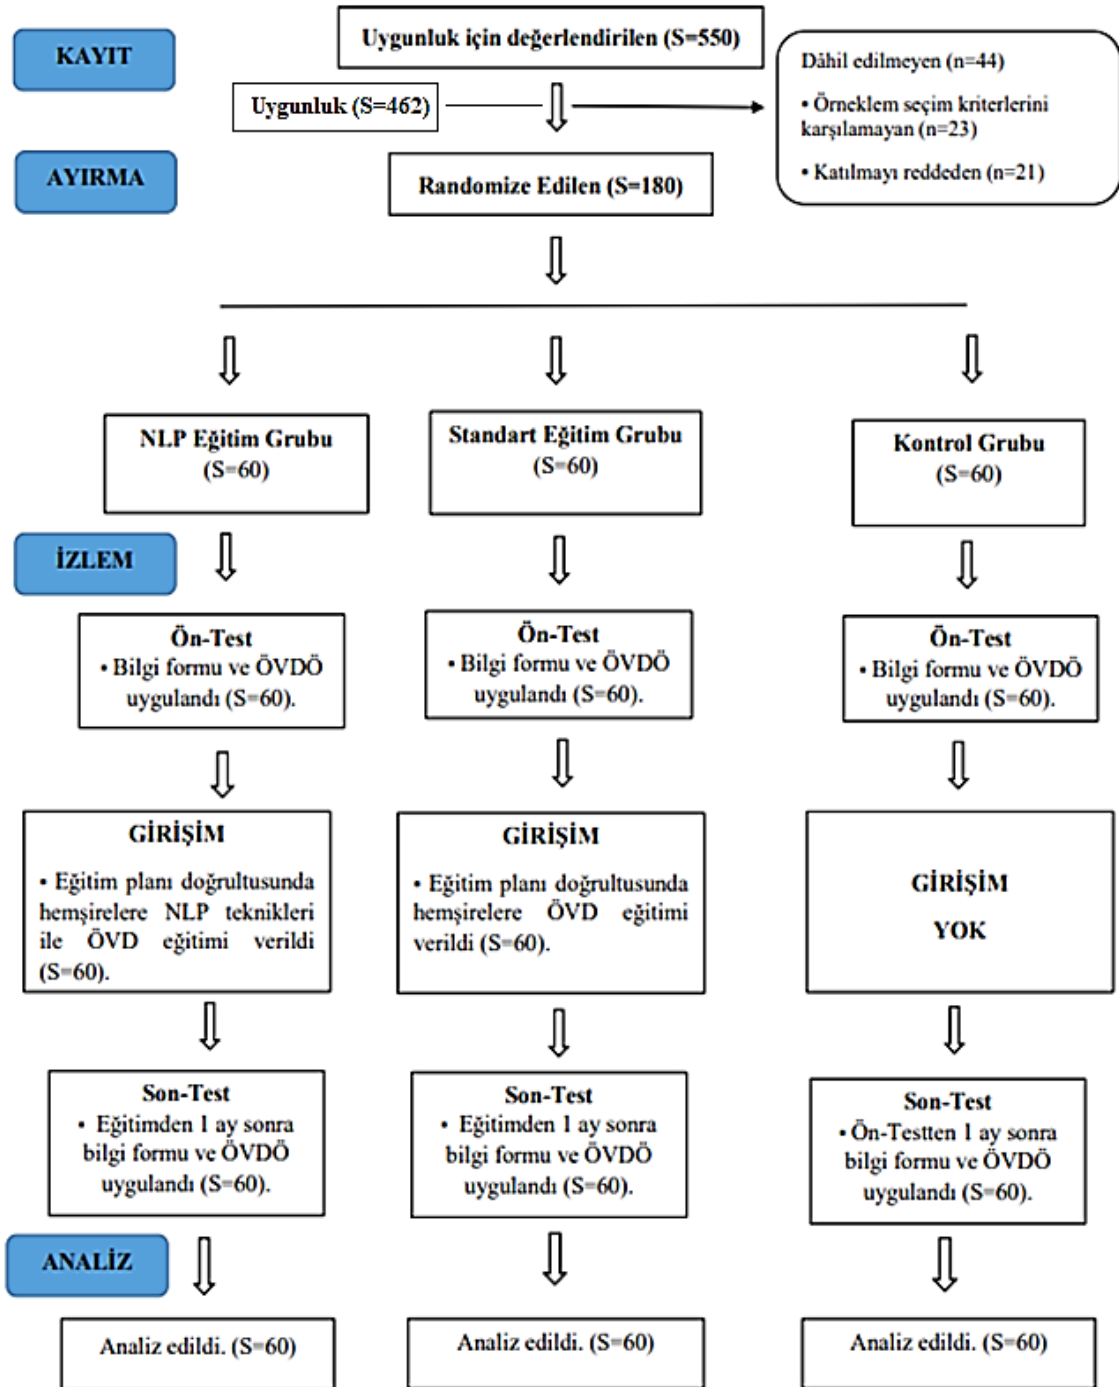 KAYIT
Uygunluk için değerlendirilen (S=550)
Uygunluk (S=462)
Dâhil edilmeyen (n=44)
• Örneklem seçim kriterlerini
karşılamayan (n=23)
• Katılmayı reddeden (n=21)
AYIRMA
Randomize Edilen (S=180)
NLP Eğitim Grubu
(S=60)
Standart Eğitim Grubu
(S=60)
Kontrol Grubu
(S=60)
İZLEM
Ön-Test
• Bilgi formu ve ÖVDÖ
uygulandı (S=60).
Ön-Test
• Bilgi formu ve ÖVDÖ
uygulandı (S=60).
Ön-Test
• Bilgi formu ve ÖVDÖ
uygulandı (S=60).
GİRİŞİM
• Eğitim planı doğrultusunda
hemşirelere NLP teknikleri
ile ÖVD eğitimi verildi
(S=60).
GİRİŞİM
• Eğitim planı doğrultusunda
hemşirelere ÖVD eğitimi
verildi (S=60).
GİRİŞİM
YOK
Son-Test
• Eğitimden 1 ay sonra
bilgi formu ve ÖVDÖ
uygulandı (S=60).
Son-Test
• Eğitimden 1 ay sonra
bilgi formu ve ÖVDÖ
uygulandı (S=60).
Son-Test
• Ön-Testten 1 ay sonra
bilgi formu ve ÖVDÖ
uygulandı (S=60).
ANALİZ
Analiz edildi. (S=60)
Analiz edildi. (S=60)
Analiz edildi. (S=60)